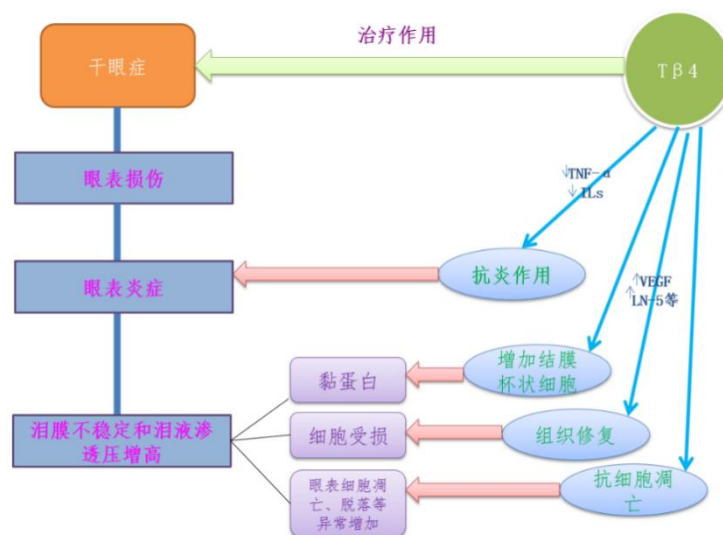 治疗作用
干眼症
Tβ4
眼表损伤
↓TNF-α
↓ILs
眼表炎症
抗炎作用
↑VEGF
↑LN-5等
增加结膜
杯状细胞
黏蛋白
泪膜不稳定和泪液渗
透压增高
细胞受损
组织修复
眼表细胞凋
亡、脱落等
异常增加
抗细胞凋
亡